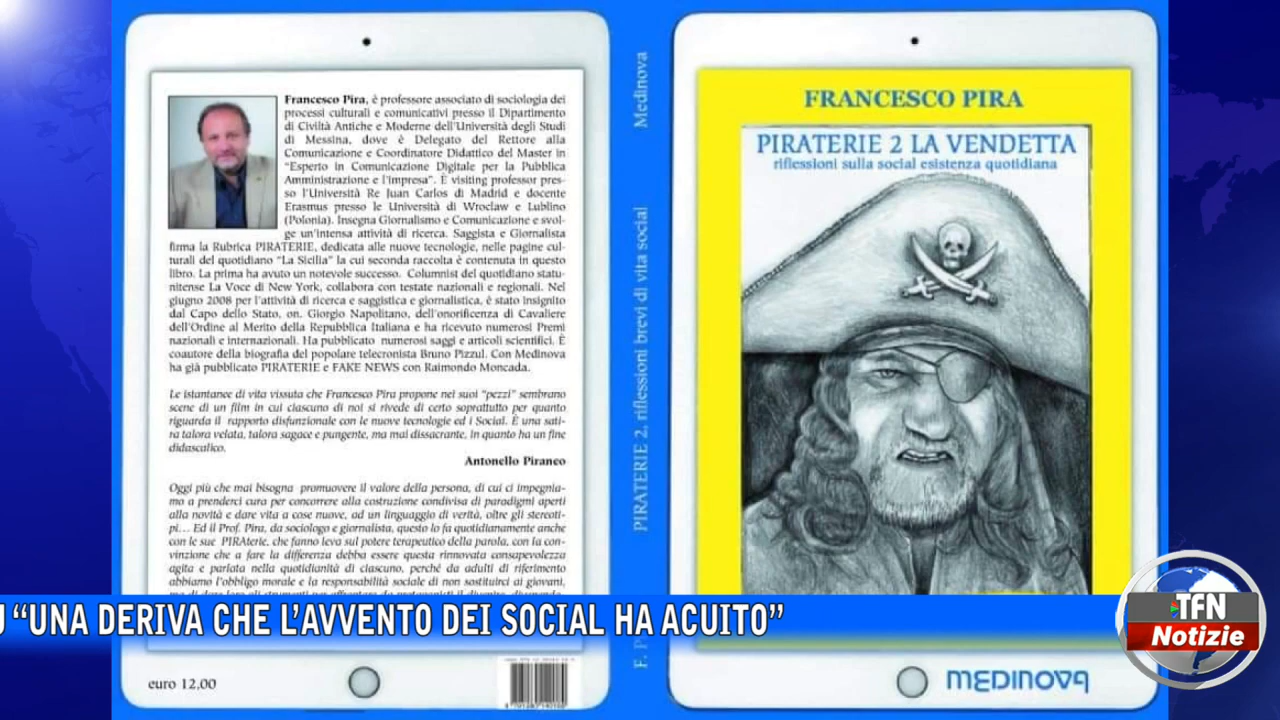 Francesco Pira, è professore associato di sociologia dei
processi culturali e comunicativi presso il Dipartimento
di Civiltà Antiche e Moderne dell'Università degli Studi
di Messina, dove è Delegato del Rettore alla
Comunicazione e Coordinatore Didattico del Master in
"Esperto in Comunicazione Digitale per la Pubblica
Amministrazione e l'Impresa". È visiting professor pres-
so l'Università Re Juan Carlos di Madrid e docente
Erasmus presso le Università di Wroclaw e Lublino
(Polonia). Insegna Giornalismo e Comunicazione e svol-
ge un'intensa attività di ricerca. Saggista e Giornalista
firma la Rubrica PIRATERIE, dedicata alle nuove tecnologie, nelle pagine cul-
turali del quotidiano "La Sicilia" la cui seconda raccolta è contenuta in questo
libro. La prima ha avuto un notevole successo. Columnist del quotidiano statu-
nitense La Voce di New York, collabora con testate nazionali e regionali. Nel
giugno 2008 per l'attività di ricerca e saggistica e giornalistica, è stato insignito
dal Capo dello Stato, on. Giorgio Napolitano, dell'onorificenza di Cavaliere
dell'Ordine al Merito della Repubblica Italiana e ha ricevuto numerosi Premi
nazionali e internazionali. Ha pubblicato numerosi saggi e articoli scientifici. È
coautore della biografia del popolare telecronista Bruno Pizzul. Con Medinova
ha già pubblicato PIRATERIE e FAKE NEWS con Raimondo Moncada.
Le istantanee di vita vissuta che Francesco Pira propone nei suoi "pezzi" sembrano
scene di un film in cui ciascuno di noi si rivede di certo soprattutto per quanto
riguarda il rapporto disfunzionale con le nuove tecnologie ed i Social. È una sati-
ra talora velata, talora sagace e pungente, ma mai dissacrante, in quanto ha un fine
didascalico.
Antonello Piraneo
Oggi più che mai bisogna promuovere il valore della persona, di cui ci impegnia-
mo a prenderci cura per concorrere alla costruzione condivisa di paradigmi aperti
alla novità e dare vita a cose nuove, ad un linguaggio di verità, oltre gli stereoti-
pi... Ed il Prof. Pira, da sociologo e giornalista, questo lo fa quotidianamente anche
con le sue PIRAterie, che fanno leva sul potere terapeutico della parola, con la con-
vinzione che a fare la differenza debba essere questa rinnovata consapevolezza
agita e parlata nella quotidianità di ciascuno, perché da adulti di riferimento
abbiamo l'obbligo morale e la responsabilità sociale di non sostituirci ai giovani,
euro 12,00
Medinova
PIRATERIE 2, riflessioni brevi di vita social
FRANCESCO PIRA
PIRATERIE 2 LA VENDETTA
riflessioni sulla social esistenza quotidiana
MEDINOVA
"UNA DERIVA CHE L'AVVENTO DEI SOCIAL HA ACUITO"
TFN
Notizie